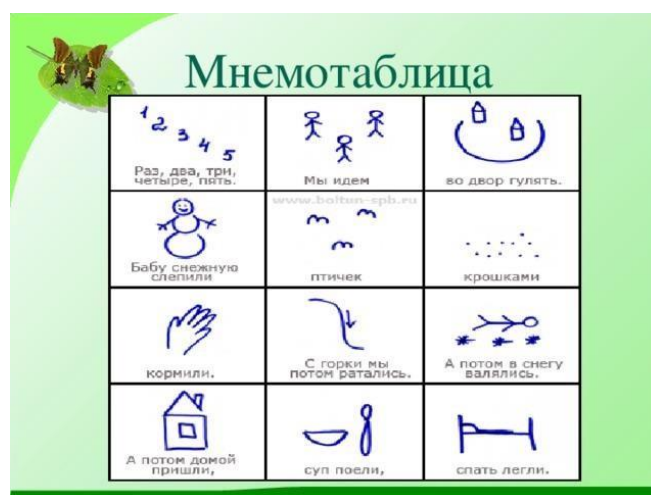 Мнемотаблица
1 2 3 4 5
Раз, два, три,
четыре, пять.
Мы идем
во двор гулять.
www.boltun-spb.ru
Бабу снежную
слепили
птичек
крошками
кормили.
С горки мы
потом ратались.
А потом в снегу
валялись.
А потом домой
пришли,
суп поели,
спать легли.